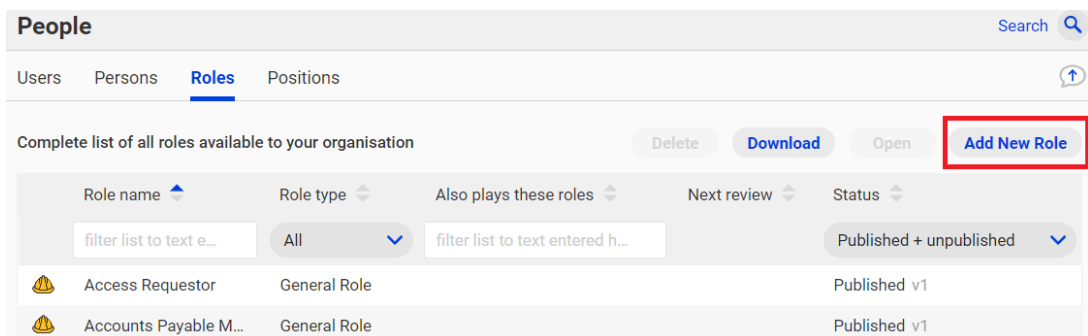 People Search
Users Persons Roles Positions
Complete list of all roles available to your organisation Delete Download Open Add New Role
Role name Role type Also plays these roles Next review Status
filter list to text e... All filter list to text entered h... Published + unpublished
Access Requestor General Role Published v1
Accounts Payable M... General Role Published v1